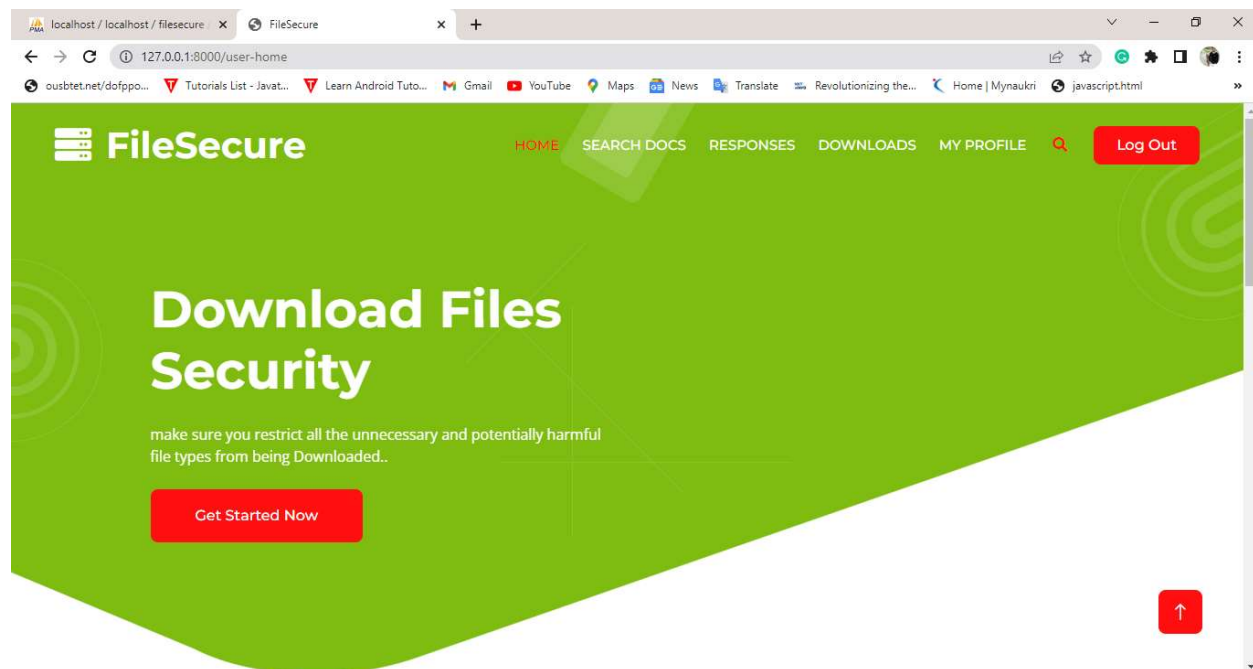 localhost / localhost / filesecure
FileSecure
127.0.0.1:8000/user-home
ousbtet.net/dofppo... Tutorials List - Javat... Learn Android Tuto... Gmail YouTube Maps News Translate Revolutionizing the... Home | Mynaukri javascript.html »
FileSecure
HOME SEARCH DOCS RESPONSES DOWNLOADS MY PROFILE Log Out
Download Files
Security
make sure you restrict all the unnecessary and potentially harmful
file types from being Downloaded..
Get Started Now